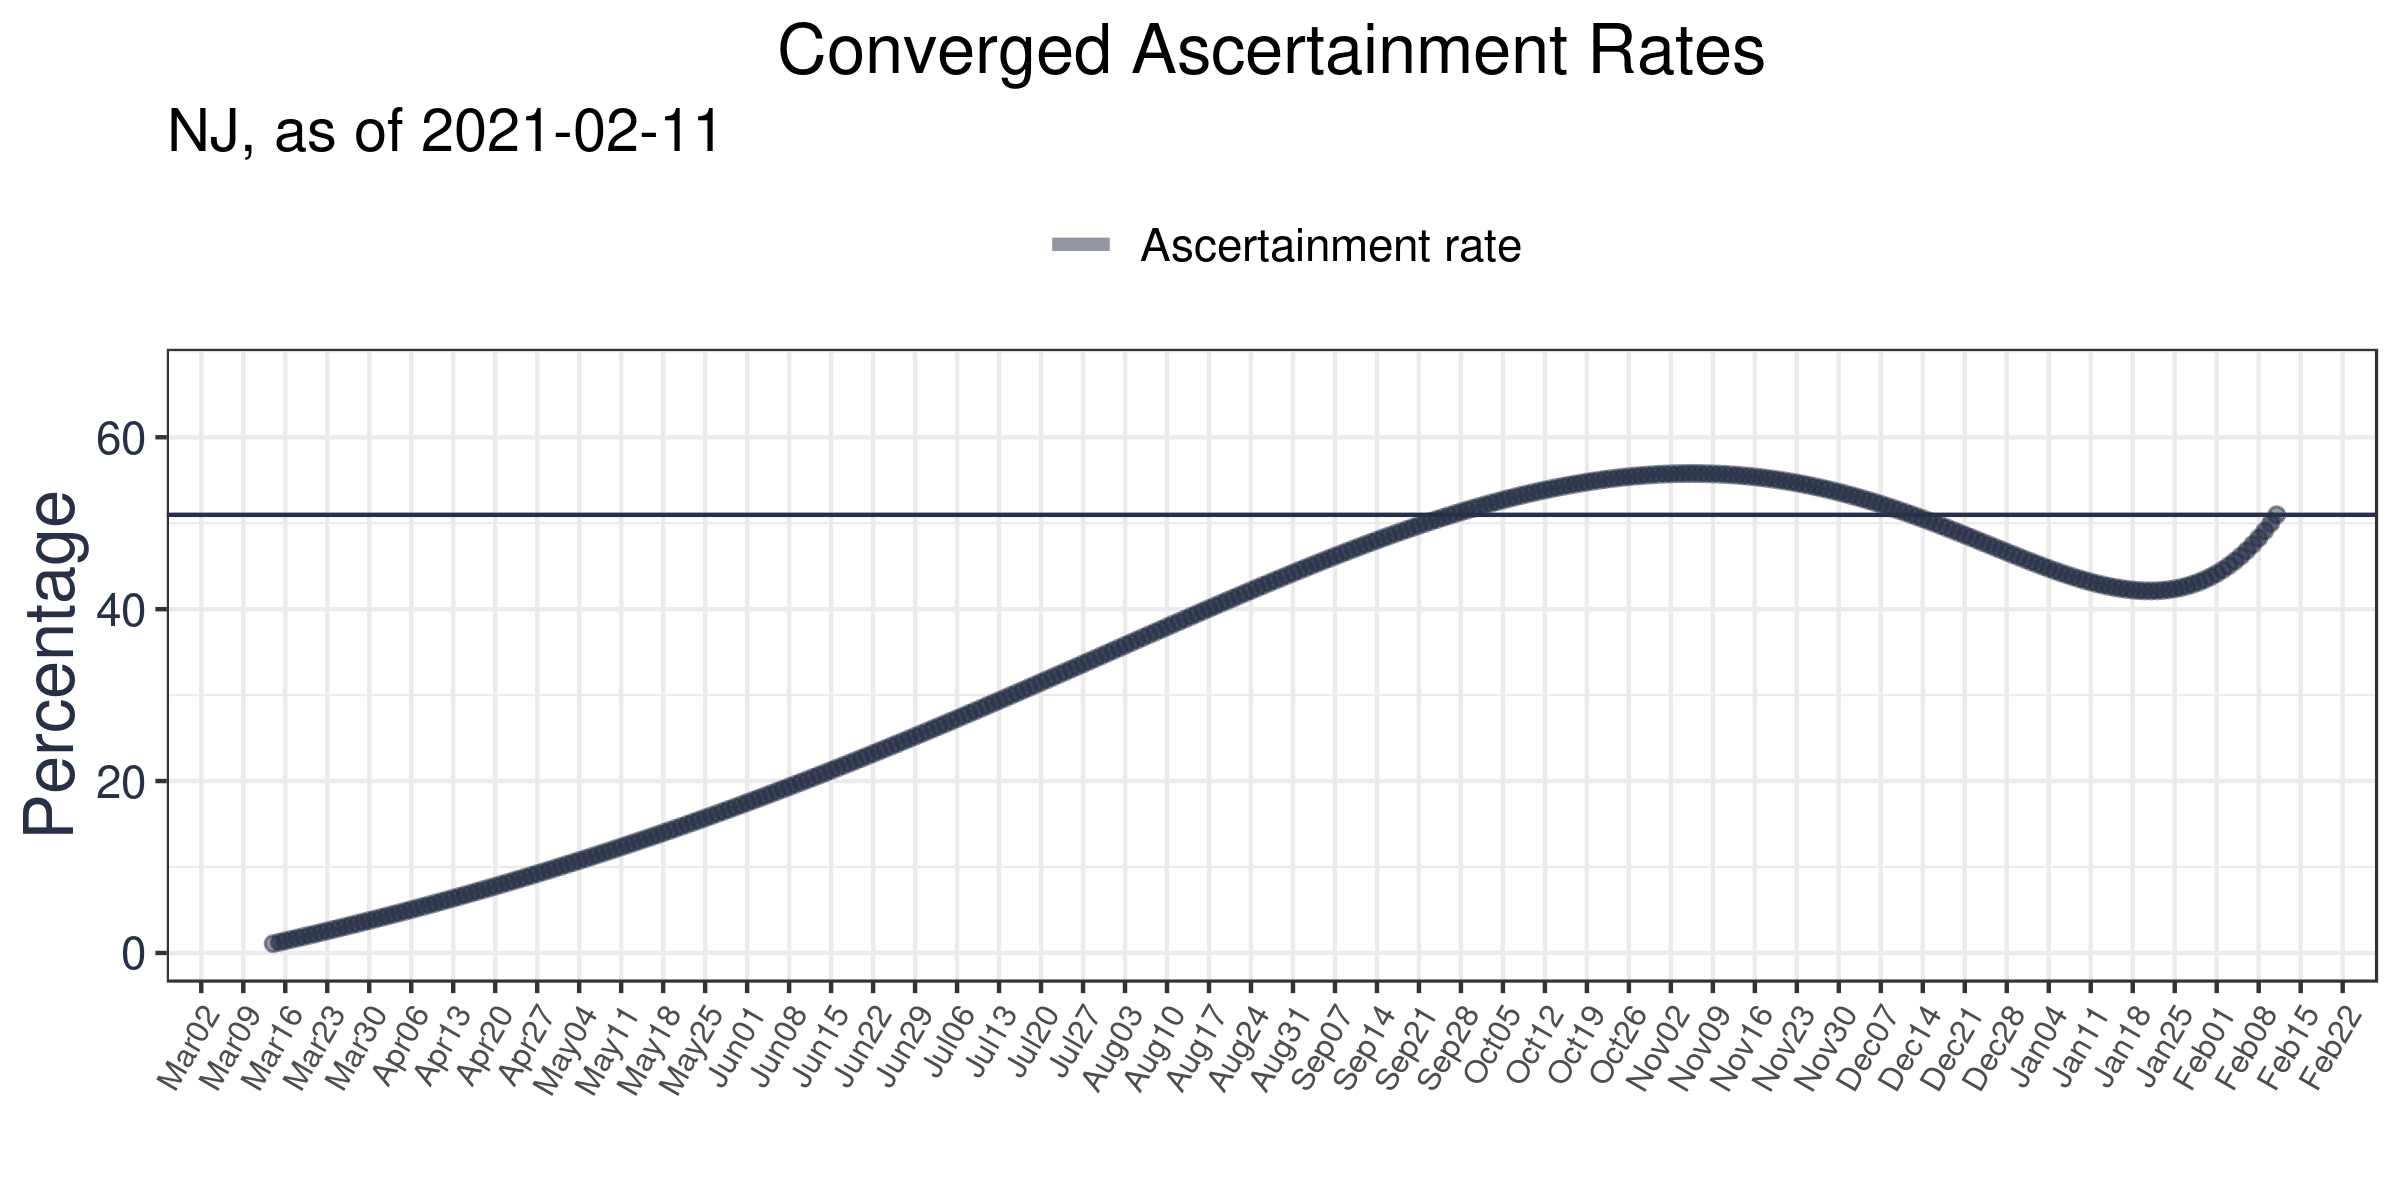 Converged Ascertainment Rates
NJ, as of 2021-02-11
Ascertainment rate
Percentage
60
40
20
0
Mar02 Mar09 Mar16 Mar23 Mar30 Apr06 Apr13 Apr20 Apr27 May04 May11 May18 May25 Jun01 Jun08 Jun15 Jun22 Jun29 Jul06 Jul13 Jul20 Jul27 Aug03 Aug10 Aug17 Aug24 Aug31 Sep07 Sep14 Sep21 Sep28 Oct05 Oct12 Oct19 Oct26 Nov02 Nov09 Nov16 Nov23 Nov30 Dec07 Dec14 Dec21 Dec28 Jan04 Jan11 Jan18 Jan25 Feb01 Feb08 Feb15 Feb22